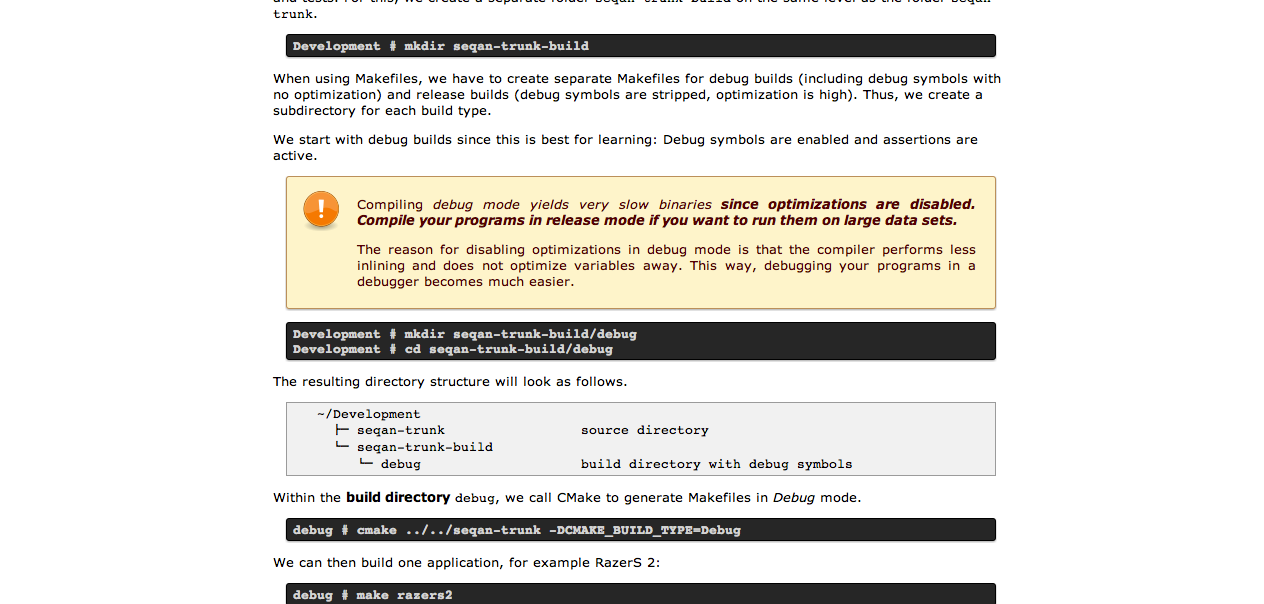 trunk.
Development # mkdir seqan-trunk-build
When using Makefiles, we have to create separate Makefiles for debug builds (including debug symbols with
no optimization) and release builds (debug symbols are stripped, optimization is high). Thus, we create a
subdirectory for each build type.
We start with debug builds since this is best for learning: Debug symbols are enabled and assertions are
active.
Compiling debug mode yields very slow binaries since optimizations are disabled.
Compile your programs in release mode if you want to run them on large data sets.
The reason for disabling optimizations in debug mode is that the compiler performs less
inlining and does not optimize variables away. This way, debugging your programs in a
debugger becomes much easier.
Development # mkdir seqan-trunk-build/debug
Development # cd seqan-trunk-build/debug
The resulting directory structure will look as follows.
~/Development
├─ seqan-trunk source directory
└─ seqan-trunk-build
└─ debug build directory with debug symbols
Within the build directory debug, we call CMake to generate Makefiles in Debug mode.
debug # cmake ../../seqan-trunk -DCMAKE_BUILD_TYPE=Debug
We can then build one application, for example RazerS 2:
debug # make razers2